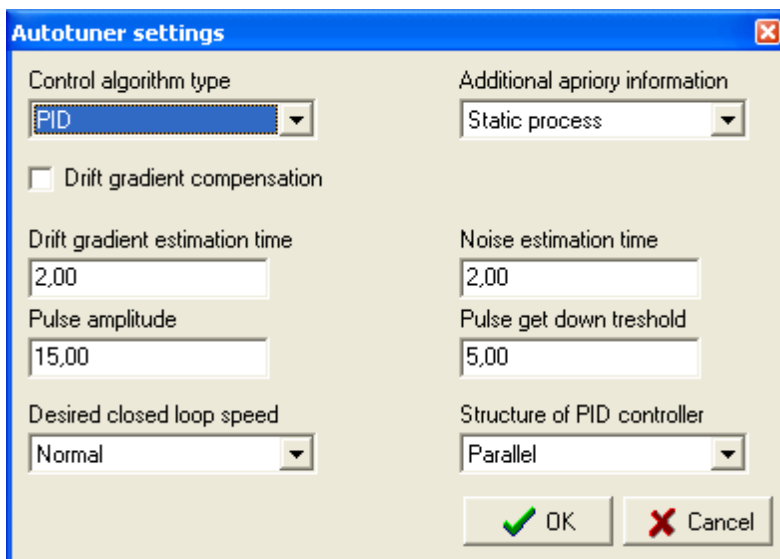 Autotuner settings
Control algorithm type
Additional apriory information
PID
Static process
Drift gradient compensation
Drift gradient estimation time
Noise estimation time
2,00
2,00
Pulse amplitude
Pulse get down treshold
15,00
5,00
Desired closed loop speed
Structure of PID controller
Normal
Parallel
OK
Cancel